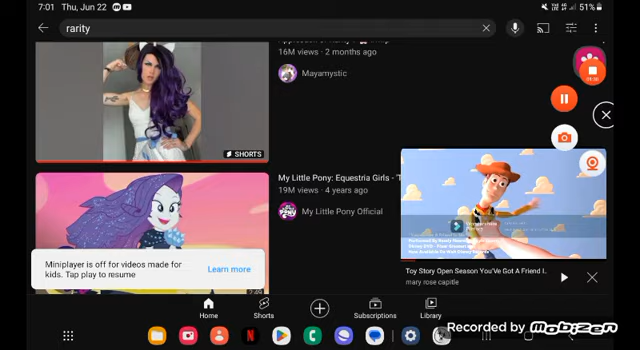 7:01 Thu, Jun 22
51%
rarity
16M views · 2 months ago
Mayamystic
SHORTS
My Little Pony: Equestria Girls - 'T
19M views · 4 years ago
My Little Pony Official
2:49
Miniplayer is off for videos made for
kids. Tap play to resume
Learn more
Toy Story Open Season You'Ve Got A Friend I.
mary rose capitle
Home
Shorts
Subscriptions
Library
Recorded by Mobizen